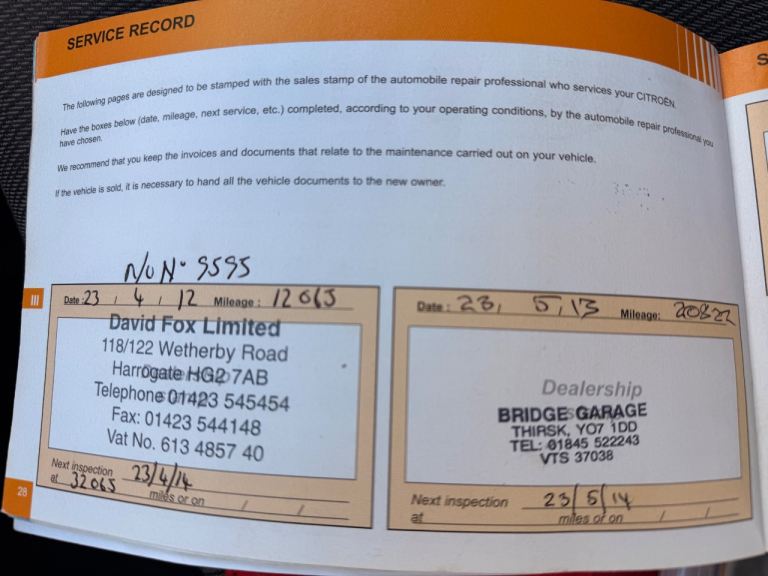 SERVICE RECORD
S
The following pages are designed to be stamped with the sales stamp of the automobile repair professional who services your CITROËN.
Have the boxes below (date, mileage, next service, etc.) completed, according to your operating conditions, by the automobile repair professional you
have chosen.
We recommend that you keep the invoices and documents that relate to the maintenance carried out on your vehicle.
If the vehicle is sold, it is necessary to hand all the vehicle documents to the new owner.
III
Date : 23 / 4 / 12 Mileage : 12065
David Fox Limited
118/122 Wetherby Road
Harrogate HG2 7AB
Telephone 01423 545454
Fax: 01423 544148
Vat No. 613 4857 40
Next inspection 23/4/14
at 32065 miles or on / /
Date : 23, 5, 13 Mileage: 20822
Dealership
BRIDGE GARAGE
THIRSK, YO7 1DD
TEL: 01845 522243
VTS 37038
Next inspection 23/5/14
at miles or on / /
28